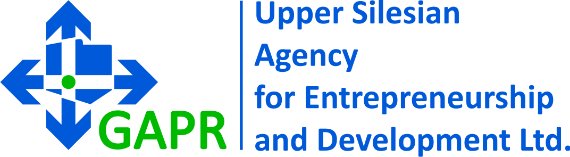 GAPR
Upper Silesian
Agency
for Entrepreneurship
and Development Ltd.